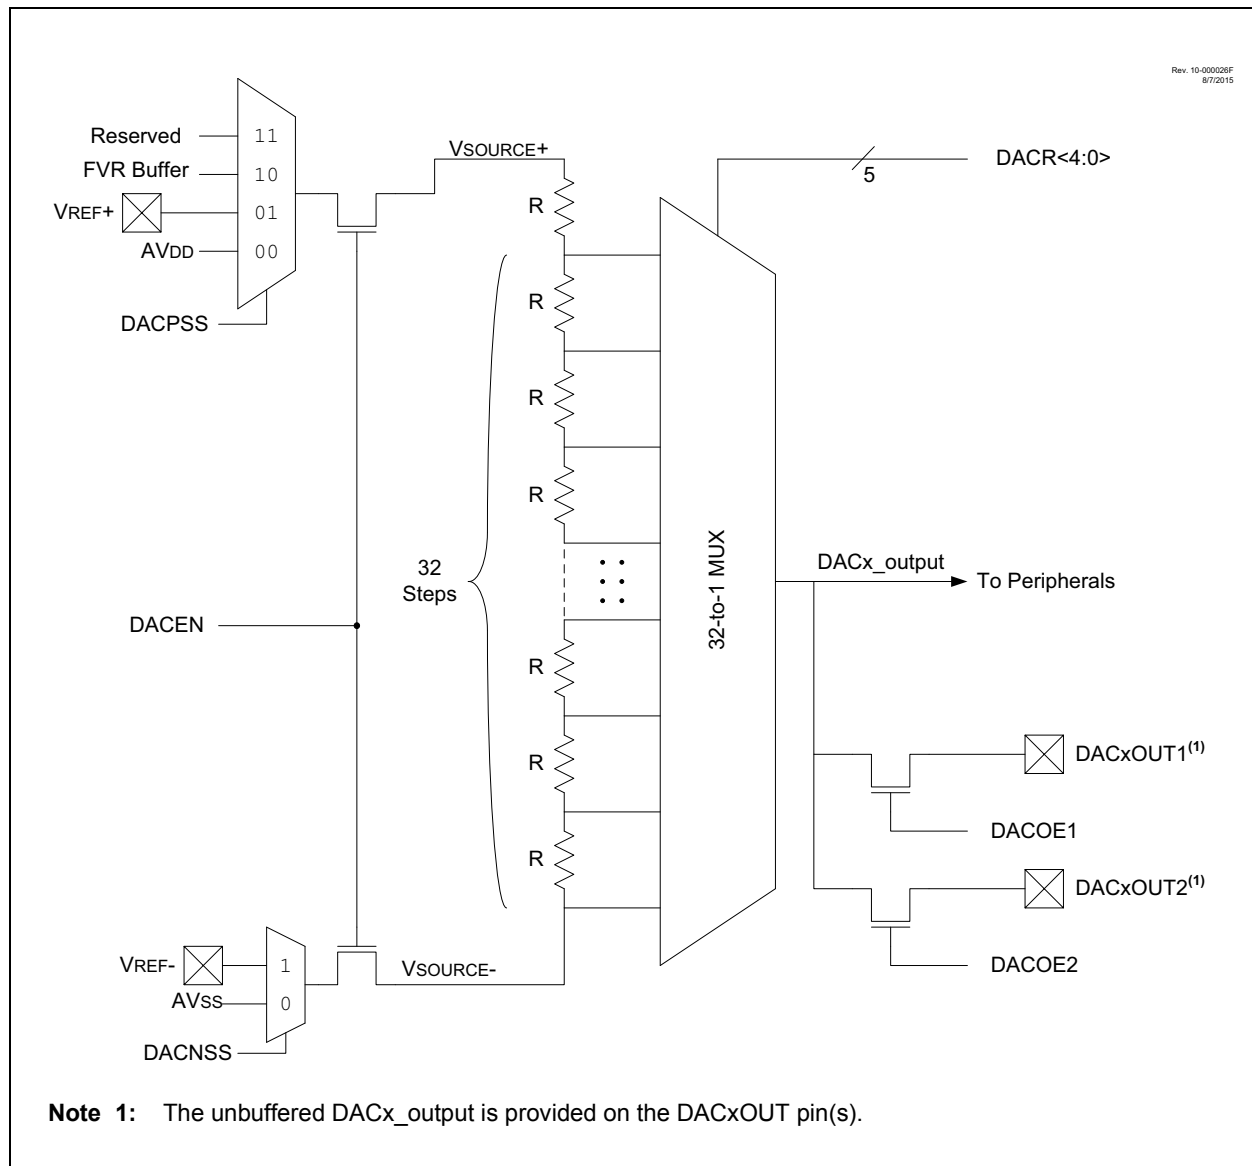 Rev. 10-000026F
8/7/2015
Reserved
11
FVR Buffer
10
VREF+
01
AVDD
00
DACPSS
VSOURCE+
R
R
R
R
32
Steps
DACEN
R
R
R
VREF-
1
AVSS
0
DACNSS
VSOURCE-
32-to-1 MUX
5
DACR<4:0>
DACx_output
To Peripherals
DACxOUT1(1)
DACOE1
DACxOUT2(1)
DACOE2
Note 1: The unbuffered DACx_output is provided on the DACxOUT pin(s).